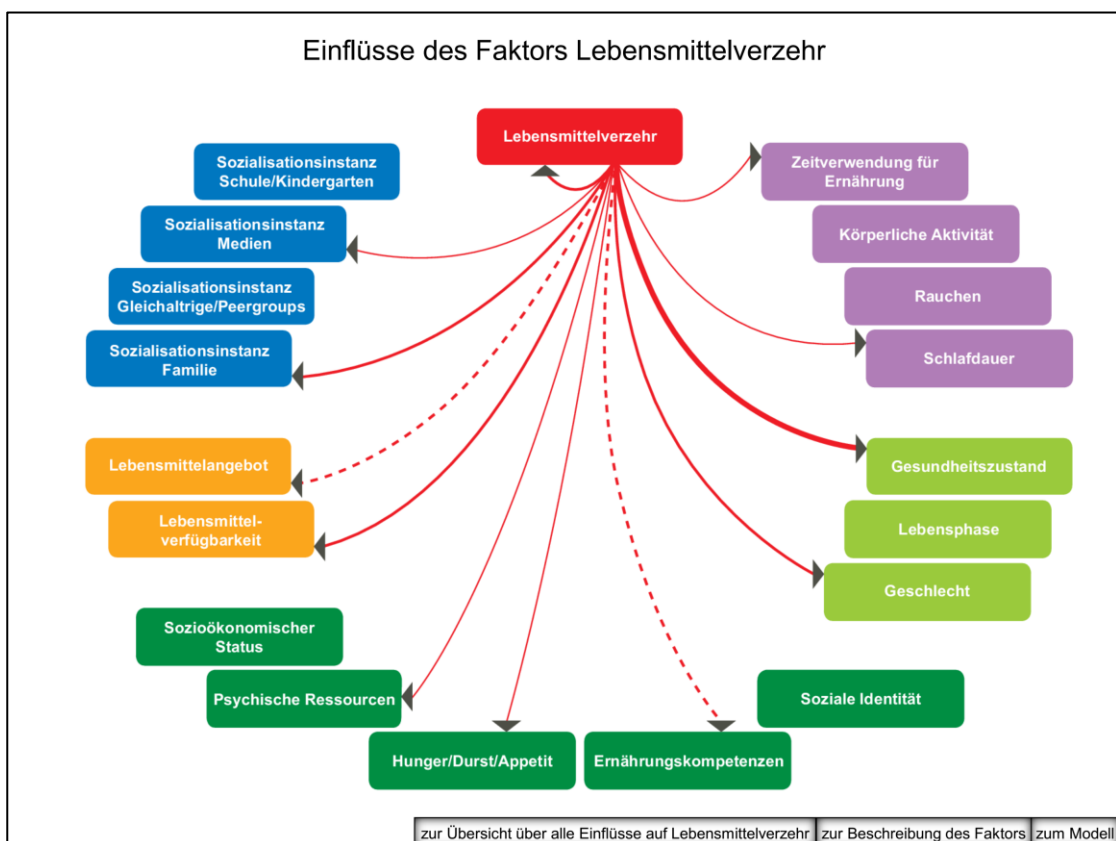 Einflüsse des Faktors Lebensmittelverzehr
Lebensmittelverzehr
Sozialisationsinstanz
Schule/Kindergarten
Sozialisationsinstanz
Medien
Sozialisationsinstanz
Gleichaltrige/Peergroups
Sozialisationsinstanz
Familie
Lebensmittelangebot
Lebensmittel-
verfügbarkeit
Sozioökonomischer
Status
Psychische Ressourcen
Hunger/Durst/Appetit
Ernährungskompetenzen
Soziale Identität
Zeitverwendung für
Ernährung
Körperliche Aktivität
Rauchen
Schlafdauer
Gesundheitszustand
Lebensphase
Geschlecht
zur Übersicht über alle Einflüsse auf Lebensmittelverzehr
zur Beschreibung des Faktors
zum Modell